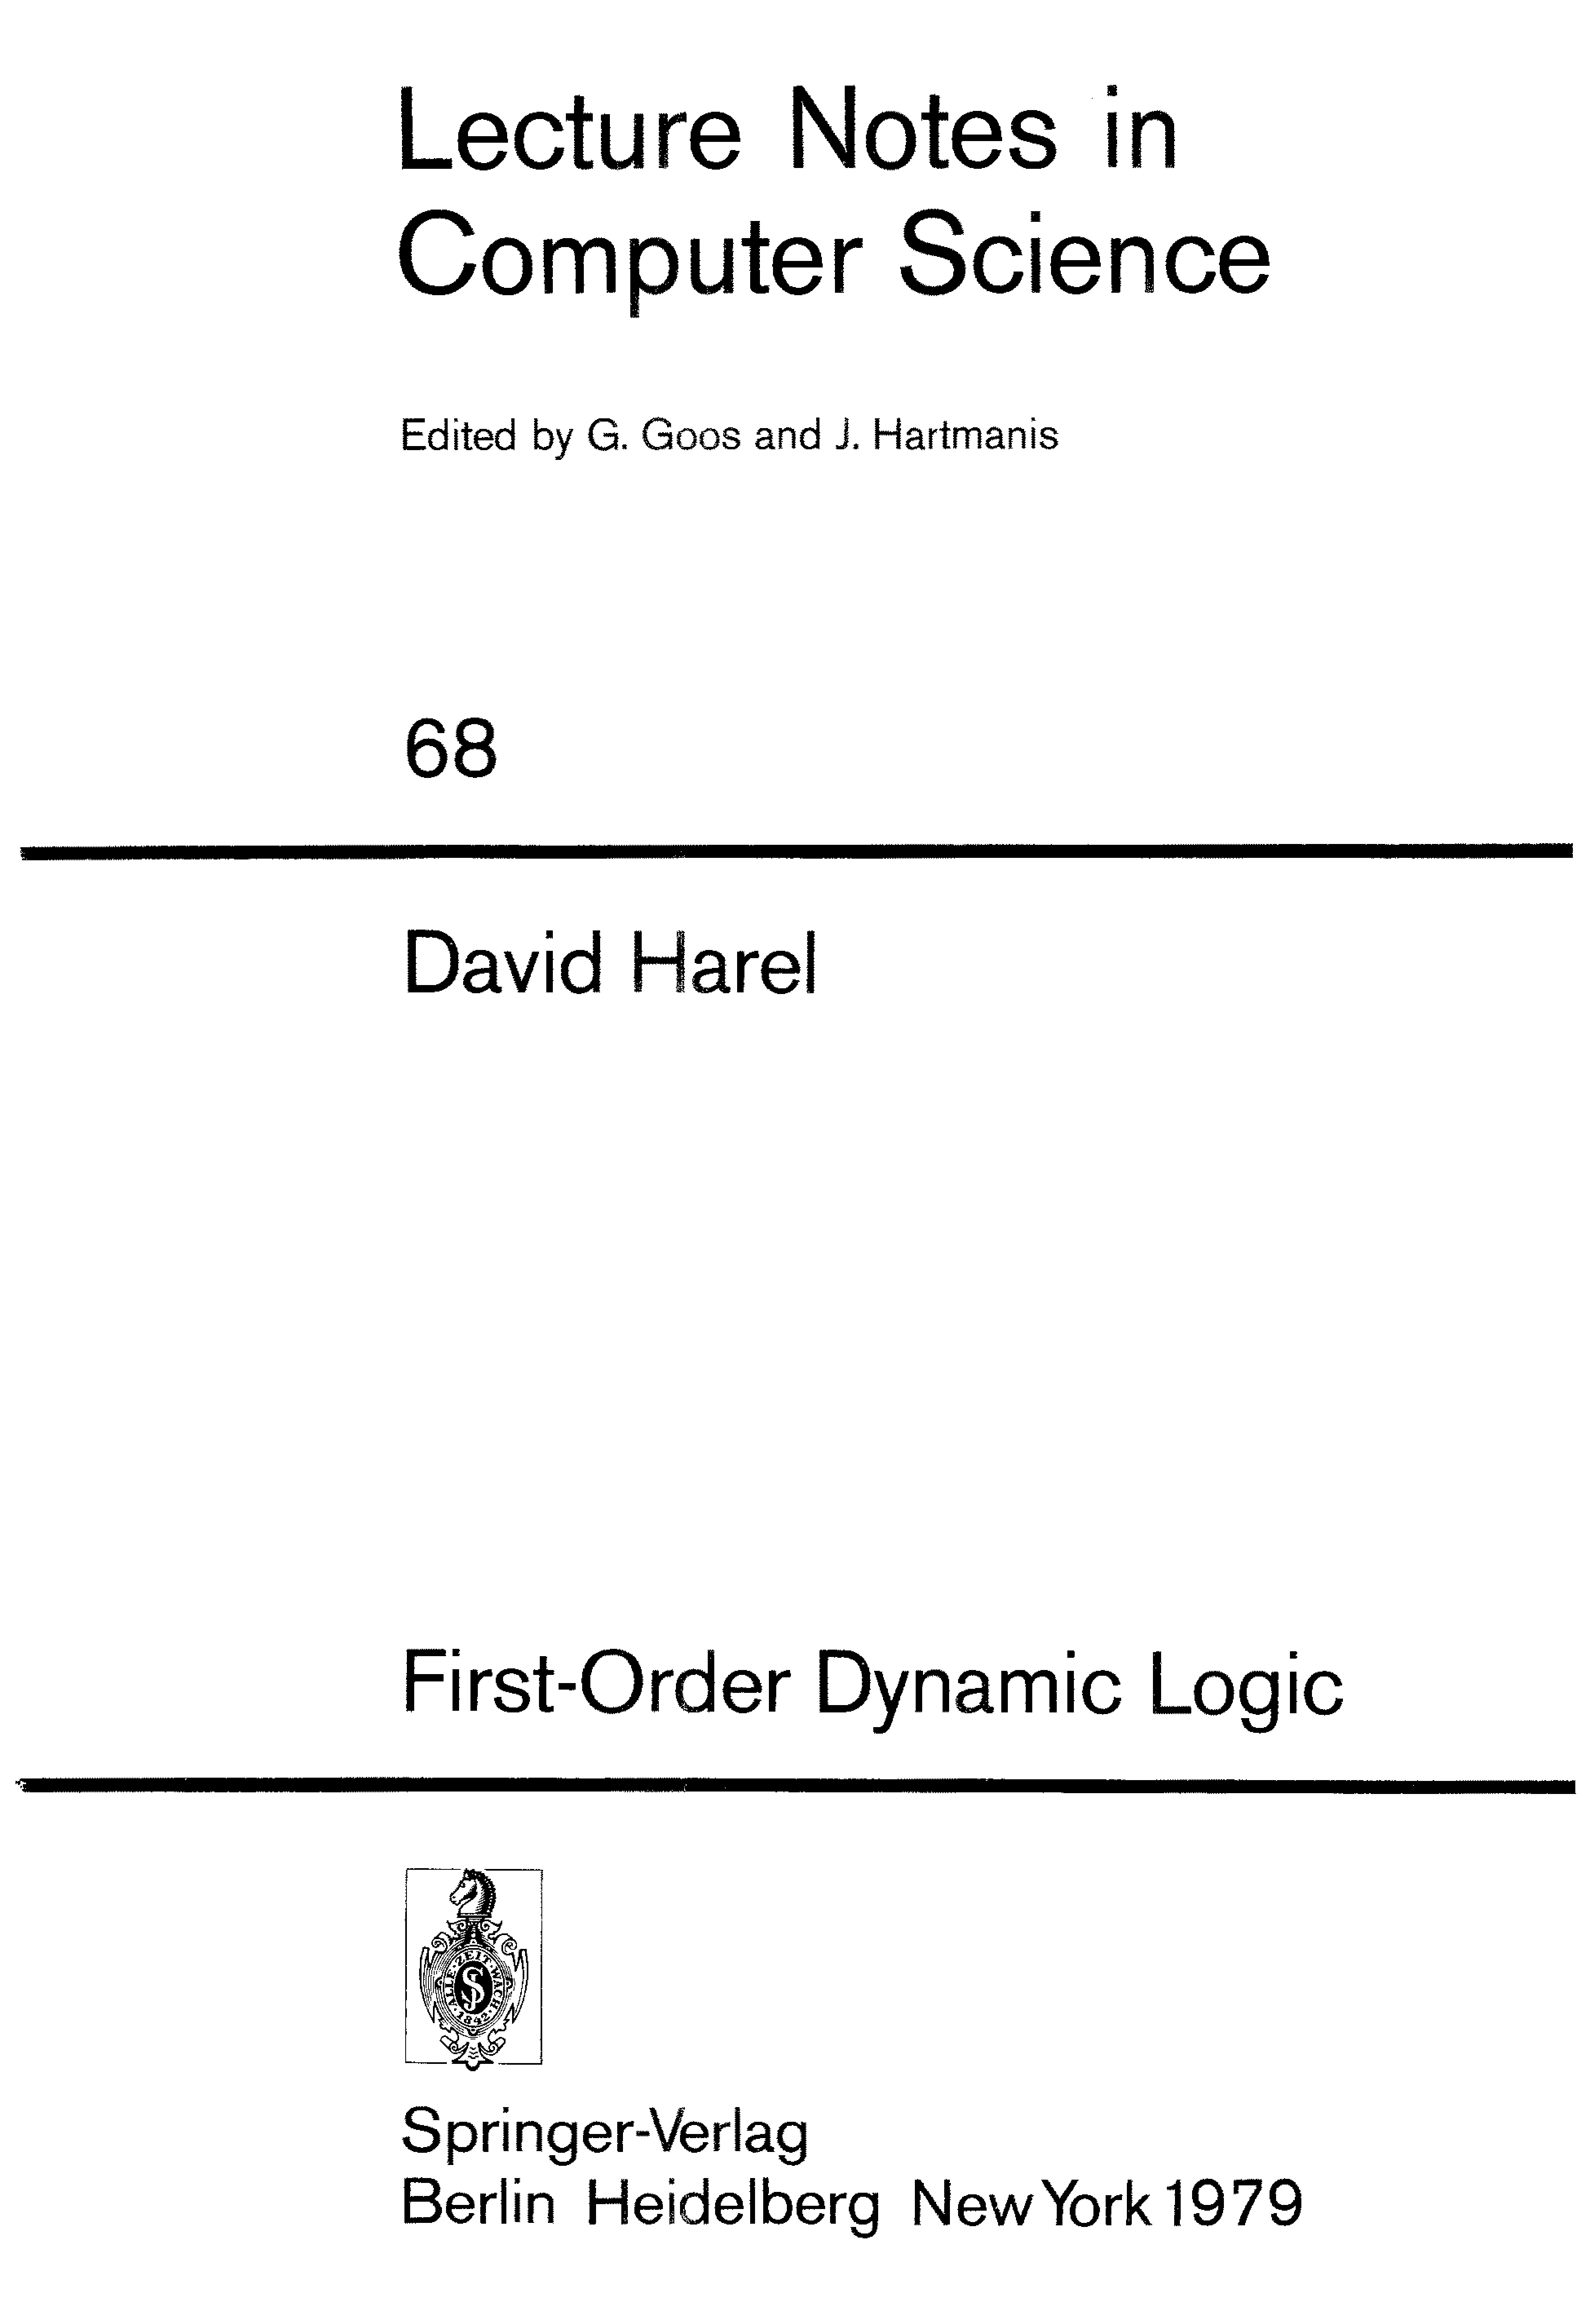 Lecture Notes in
Computer Science
Edited by G. Goos and J. Hartmanis
68
David Harel
First-Order Dynamic Logic
ALLE·ZEIT·WACH·
1842
SJ
Springer-Verlag
Berlin Heidelberg New York 1979